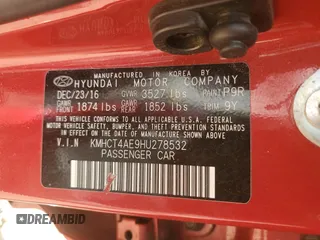 MANUFACTURED IN KOREA BY
HYUNDAI MOTOR COMPANY
DEC/23/16 GVWR 3527 lbs PAINT P9R
GAWR FRONT 1874 lbs GAWR REAR 1852 lbs TRIM 9Y
THIS VEHICLE CONFORMS TO ALL APPLICABLE
U.S. FEDERAL MOTOR VEHICLE SAFETY, BUMPER,
AND THEFT PREVENTION STANDARDS IN EFFECT ON
THE DATE OF MANUFACTURE SHOWN ABOVE.
V.I.N KMHCT4AE9HU278532
PASSENGER CAR
DREAMBID